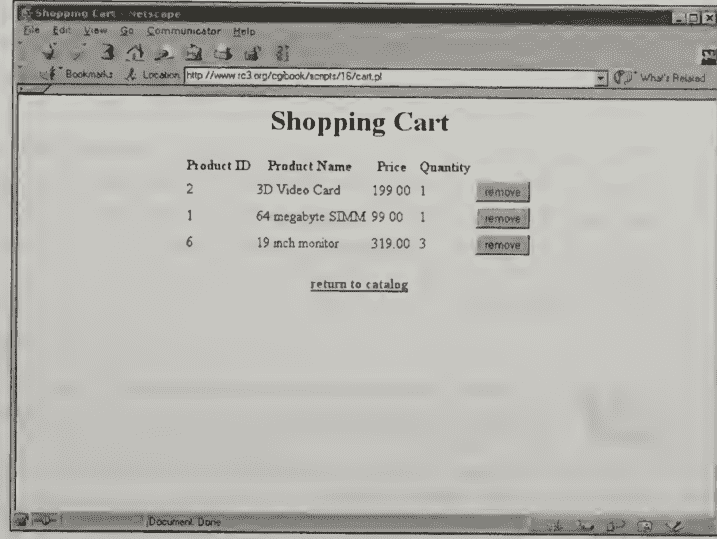 Shopping Cart - Netscape
File Edit View Go Communicator Help
Bookmarks Location http://www.rc3.org/cgibook/scripts/16/cart.pl What's Related
Shopping Cart
Product ID Product Name Price Quantity
2 3D Video Card 199 00 1 remove
1 64 megabyte SIMM 99 00 1 remove
6 19 inch monitor 319.00 3 remove
return to catalog
Document Done